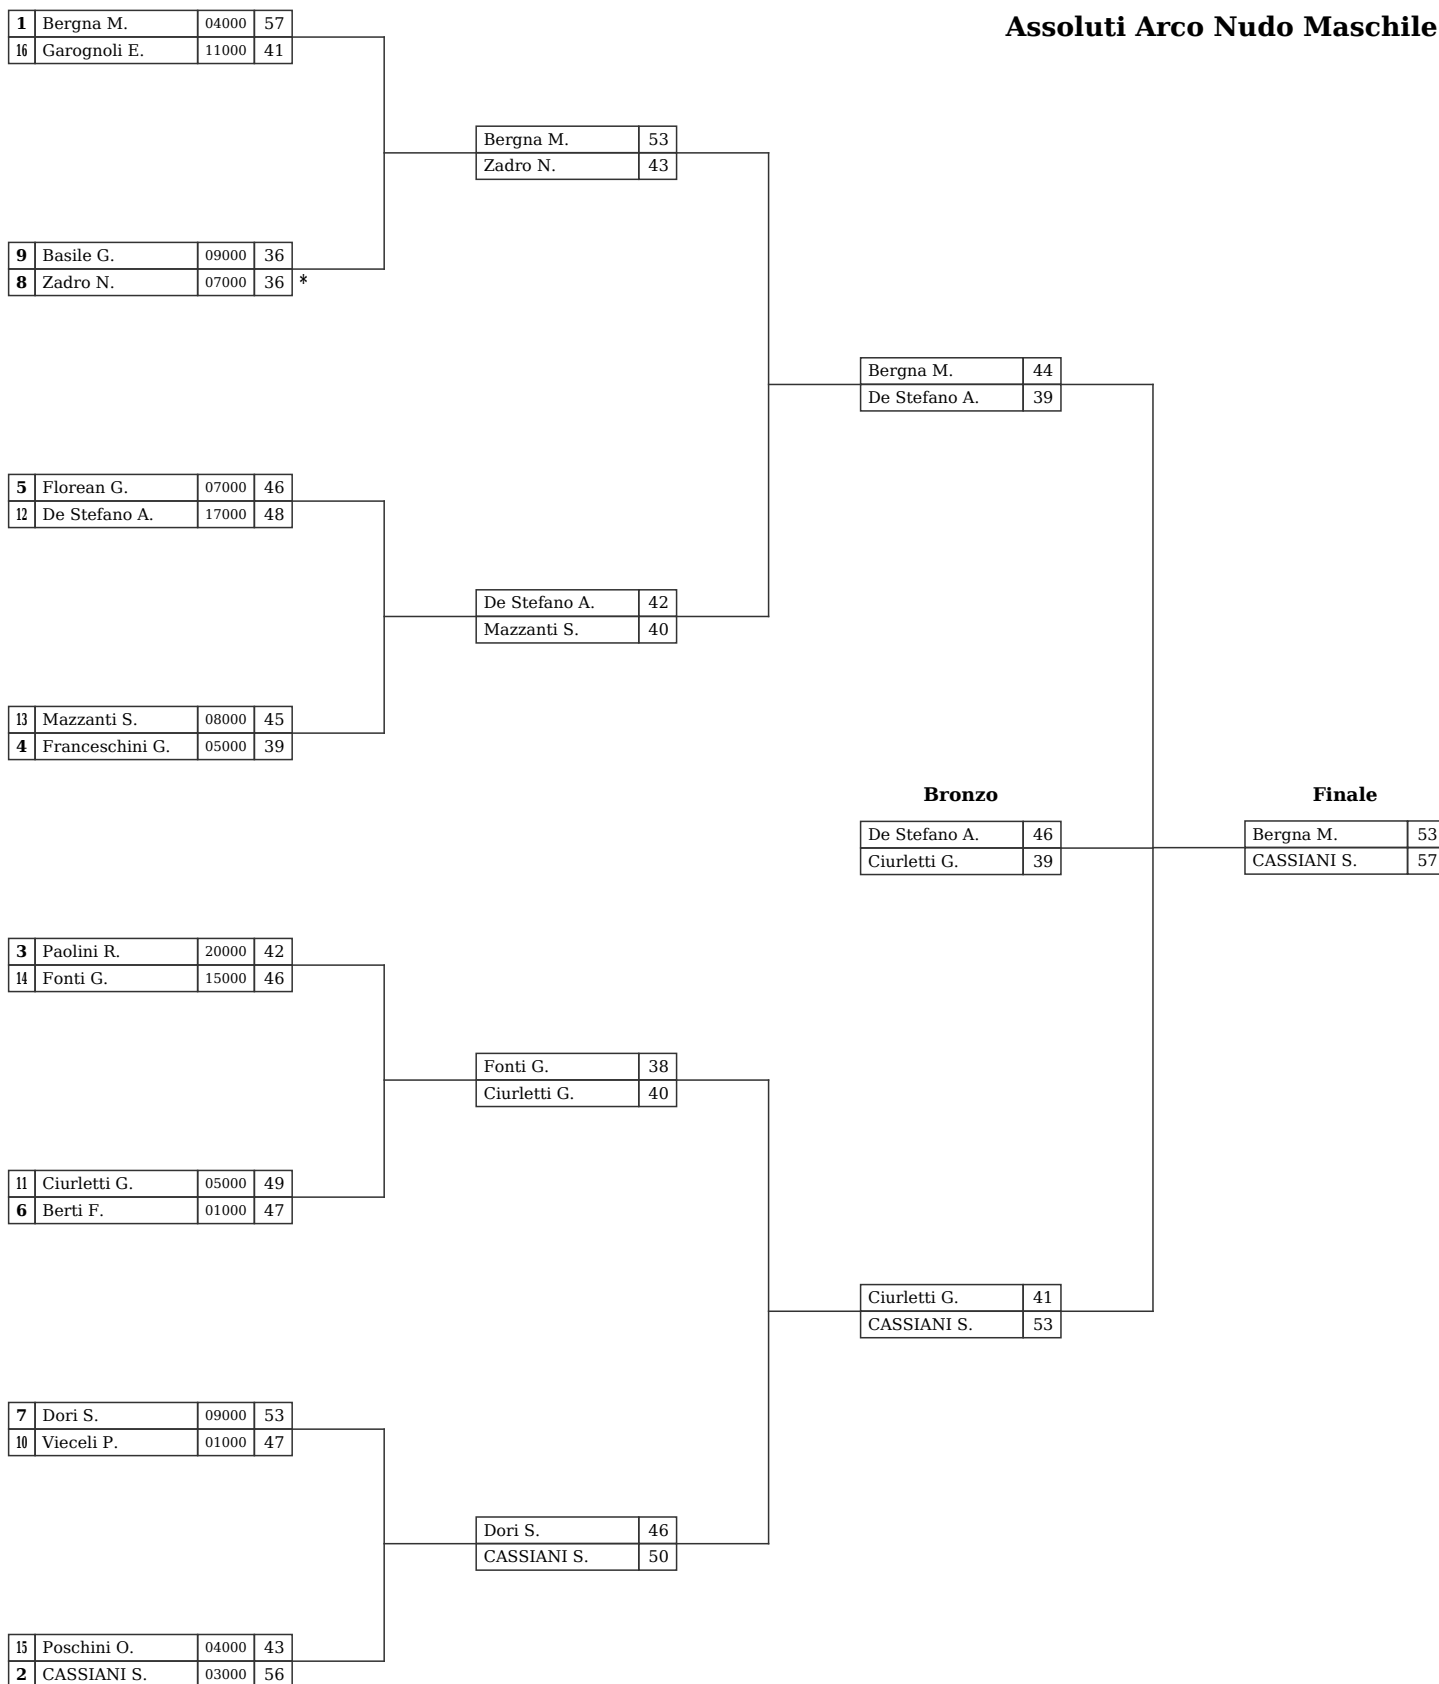 Assoluti Arco Nudo Maschile
1 Bergna M. 04000 57
16 Garognoli E. 11000 41
Bergna M. 53
Zadro N. 43
9 Basile G. 09000 36
8 Zadro N. 07000 36 *
Bergna M. 44
De Stefano A. 39
5 Florean G. 07000 46
12 De Stefano A. 17000 48
De Stefano A. 42
Mazzanti S. 40
13 Mazzanti S. 08000 45
4 Franceschini G. 05000 39
Bronzo
Finale
De Stefano A. 46
Ciurletti G. 39
Bergna M. 53
CASSIANI S. 57
3 Paolini R. 20000 42
14 Fonti G. 15000 46
Fonti G. 38
Ciurletti G. 40
11 Ciurletti G. 05000 49
6 Berti F. 01000 47
Ciurletti G. 41
CASSIANI S. 53
7 Dori S. 09000 53
10 Vieceli P. 01000 47
Dori S. 46
CASSIANI S. 50
15 Poschini O. 04000 43
2 CASSIANI S. 03000 56